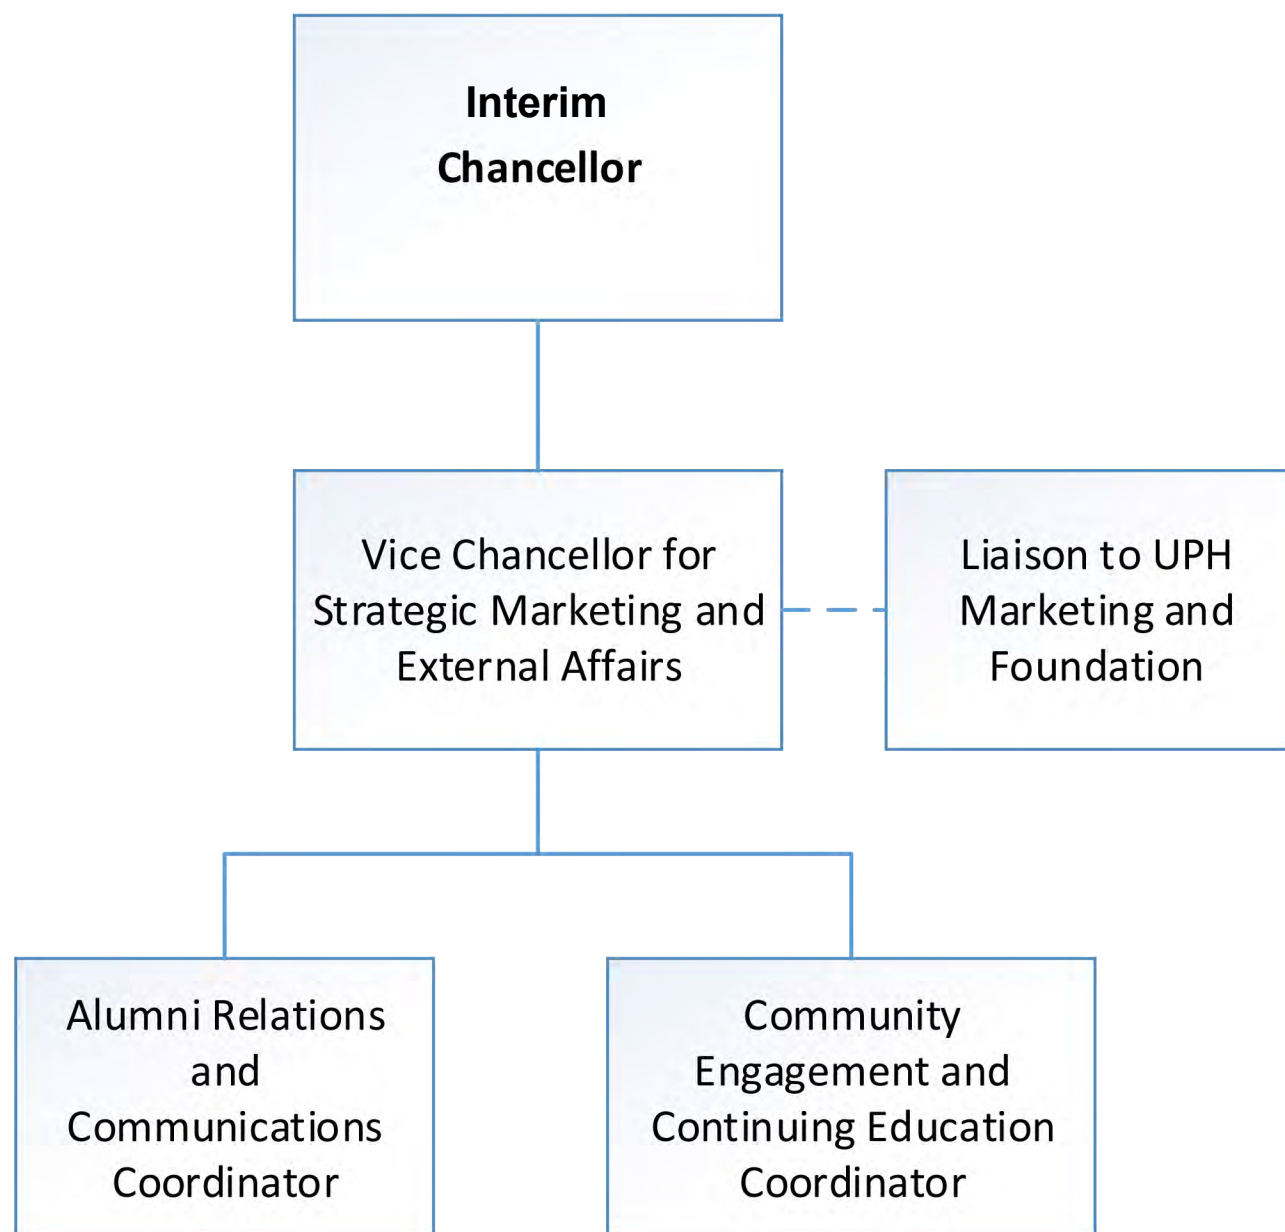 Interim
Chancellor
Vice Chancellor for
Strategic Marketing and
External Affairs
Liaison to UPH
Marketing and
Foundation
Alumni Relations
and
Communications
Coordinator
Community
Engagement and
Continuing Education
Coordinator